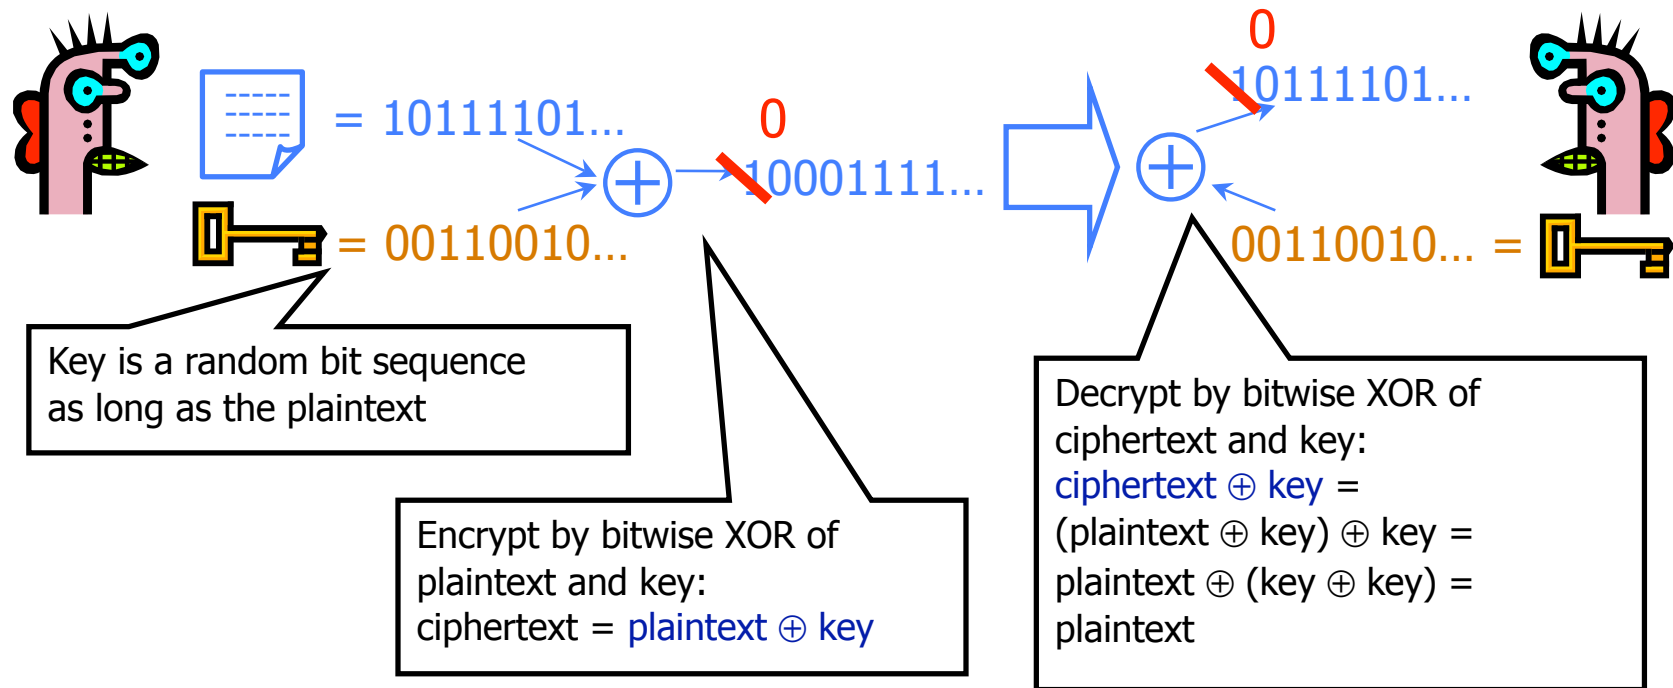 0
0
10111101...
= 10111101...
10001111...
= 00110010...
00110010... =
Key is a random bit sequence
as long as the plaintext
Encrypt by bitwise XOR of
plaintext and key:
ciphertext = plaintext ⊕ key
Decrypt by bitwise XOR of
ciphertext and key:
ciphertext ⊕ key =
(plaintext ⊕ key) ⊕ key =
plaintext ⊕ (key ⊕ key) =
plaintext